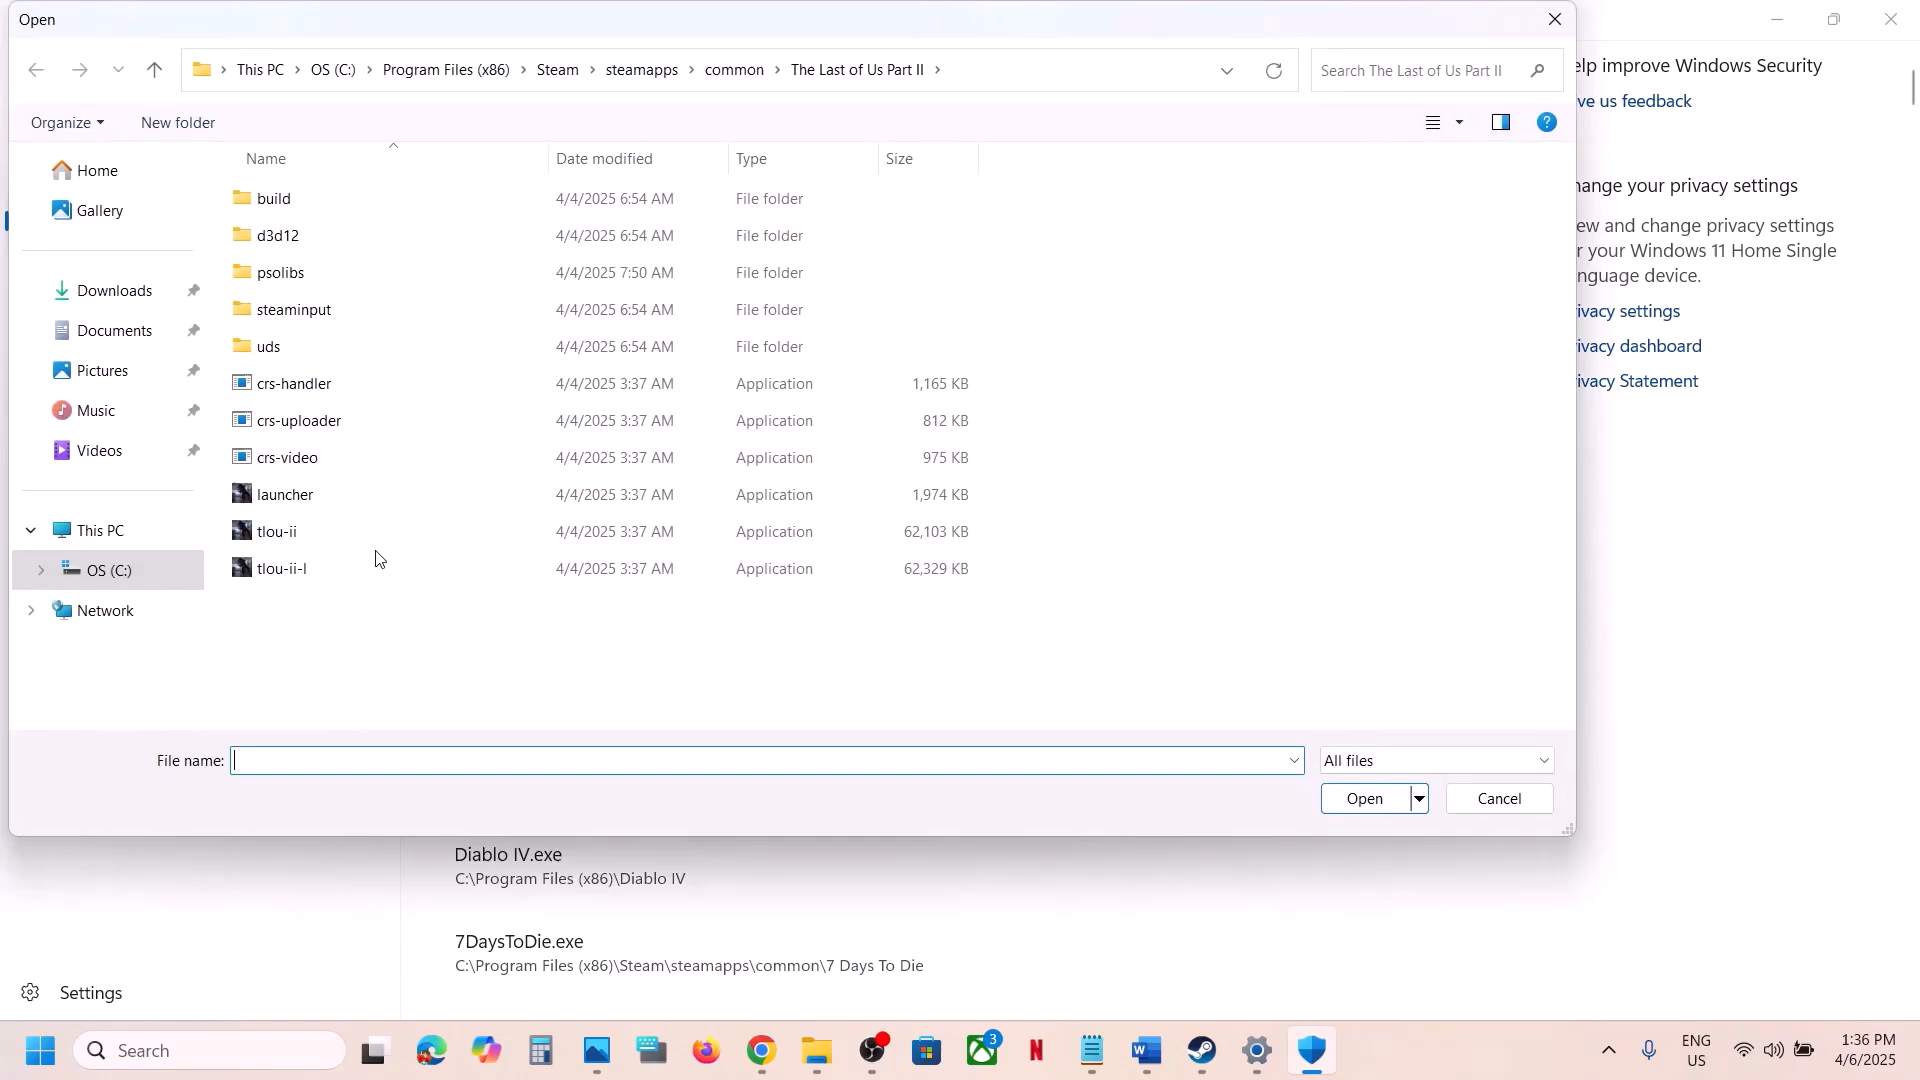 Open
This PC > OS (C:) > Program Files (x86) > Steam > steamapps > common > The Last of Us Part II >
Search The Last of Us Part II
Organize
New folder
Name
Date modified
Type
Size
Home
Gallery
Downloads
Documents
Pictures
Music
Videos
This PC
OS (C:)
Network
build 4/4/2025 6:54 AM File folder
d3d12 4/4/2025 6:54 AM File folder
psolibs 4/4/2025 7:50 AM File folder
steaminput 4/4/2025 6:54 AM File folder
uds 4/4/2025 6:54 AM File folder
crs-handler 4/4/2025 3:37 AM Application 1,165 KB
crs-uploader 4/4/2025 3:37 AM Application 812 KB
crs-video 4/4/2025 3:37 AM Application 975 KB
launcher 4/4/2025 3:37 AM Application 1,974 KB
tlou-ii 4/4/2025 3:37 AM Application 62,103 KB
tlou-ii-l 4/4/2025 3:37 AM Application 62,329 KB
File name:
All files
Open
Cancel
elp improve Windows Security
ve us feedback
hange your privacy settings
ew and change privacy settings
r your Windows 11 Home Single
nguage device.
ivacy settings
ivacy dashboard
ivacy Statement
Diablo IV.exe
C:\Program Files (x86)\Diablo IV
7DaysToDie.exe
C:\Program Files (x86)\Steam\steamapps\common\7 Days To Die
Settings
Search
3
ENG
US
1:36 PM
4/6/2025